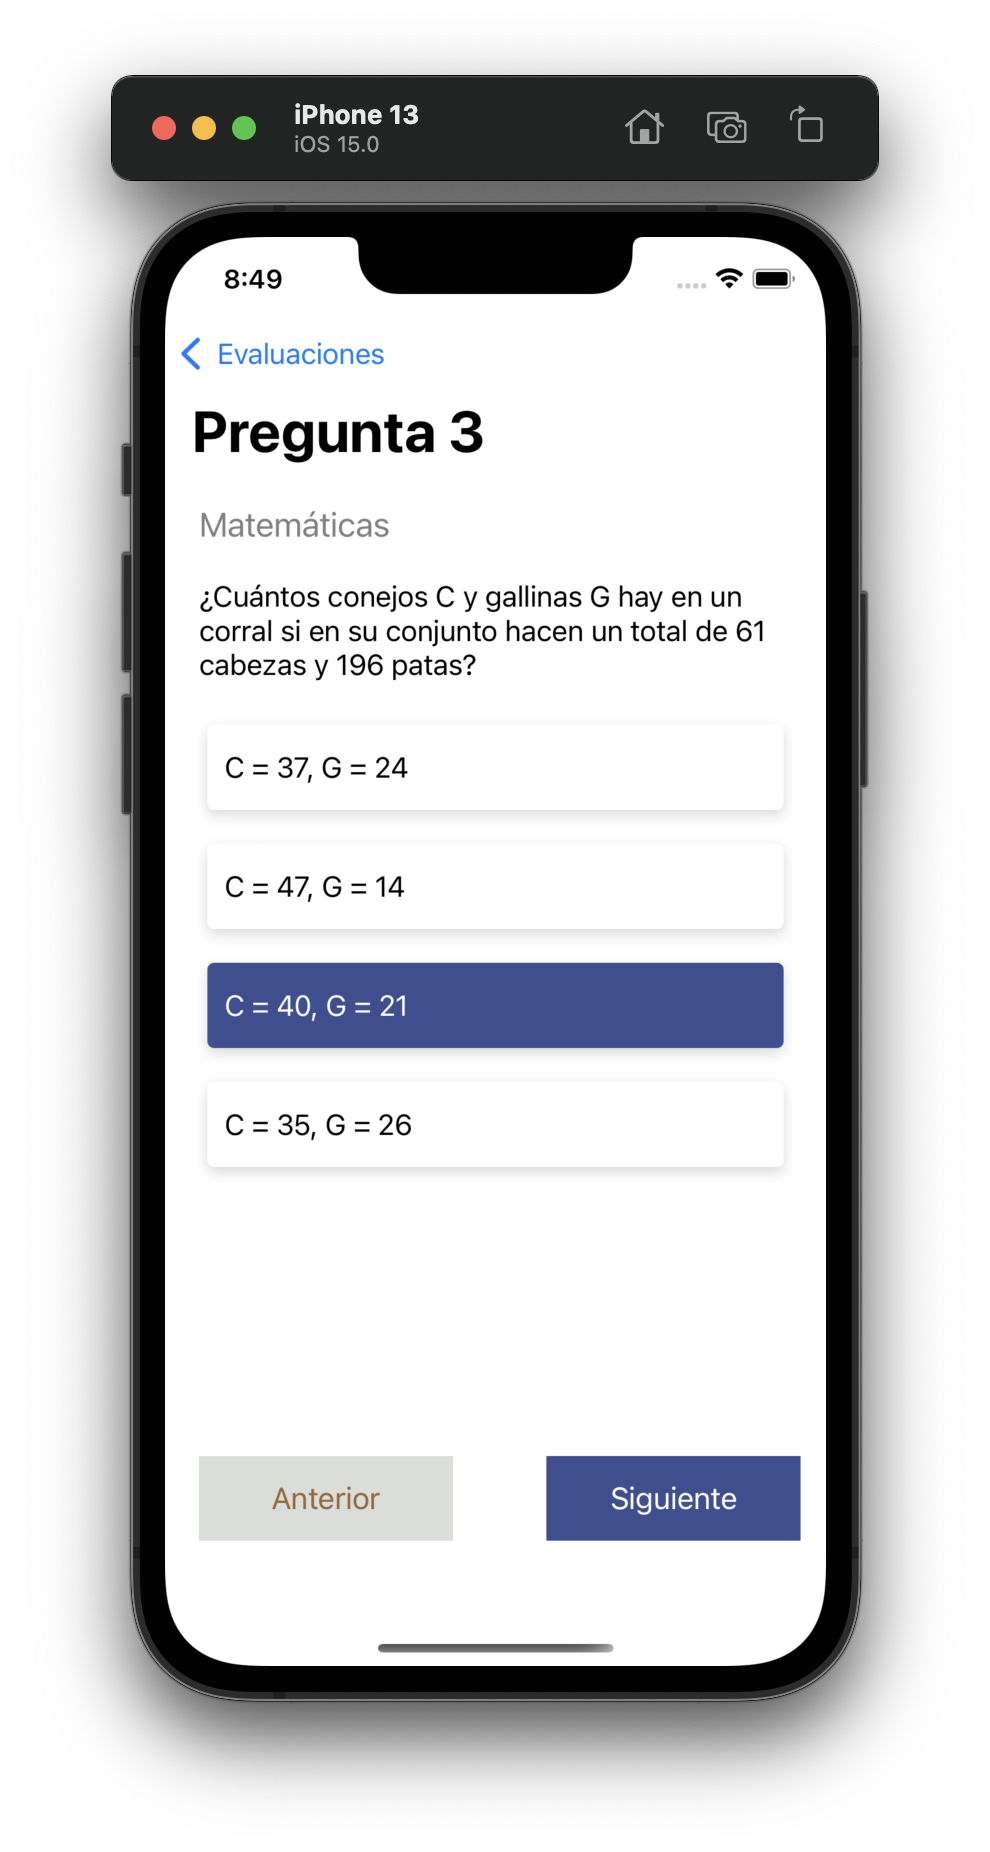 iPhone 13
iOS 15.0
8:49
Evaluaciones
Pregunta 3
Matemáticas
¿Cuántos conejos C y gallinas G hay en un
corral si en su conjunto hacen un total de 61
cabezas y 196 patas?
C = 37, G = 24
C = 47, G = 14
C = 40, G = 21
C = 35, G = 26
Anterior
Siguiente